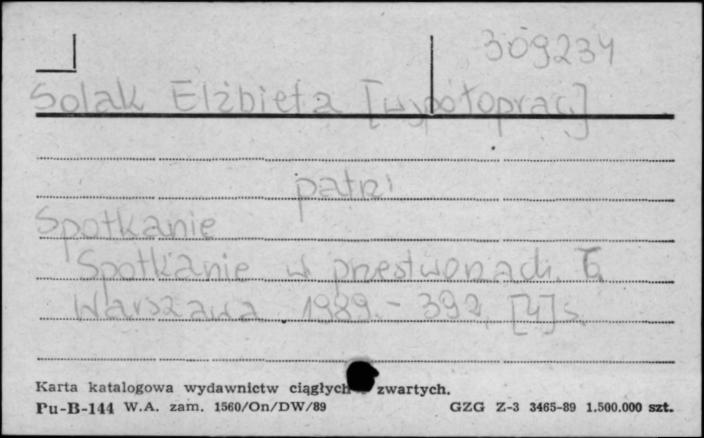 309234
Solak Elżbieta [współoprac.]
patrz
Spotkanie
Spotkanie w przestworzach. 6
Warszawa 1989. - 392, [4] s.
Karta katalogowa wydawnictw ciągłych zwartych.
Pu-B-144 W.A. zam. 1560/On/DW/89 GZG Z-3 3465-89 1.500.000 szt.